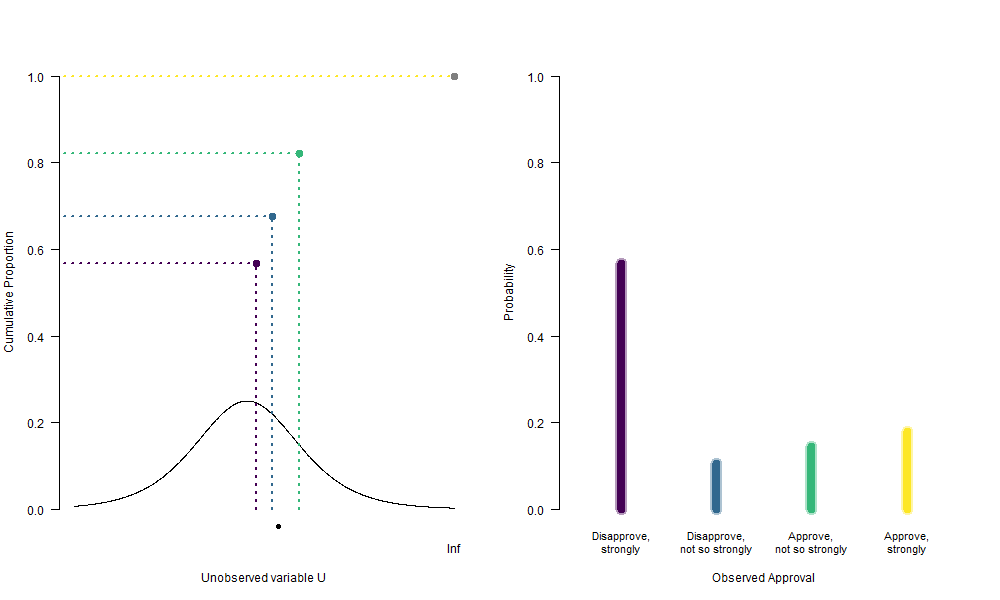 Cumulative Proportion
1.0
0.8
0.6
0.4
0.2
0.0
Inf
Unobserved variable U
Probability
1.0
0.8
0.6
0.4
0.2
0.0
Disapprove,
strongly
Disapprove,
not so strongly
Approve,
not so strongly
Approve,
strongly
Observed Approval